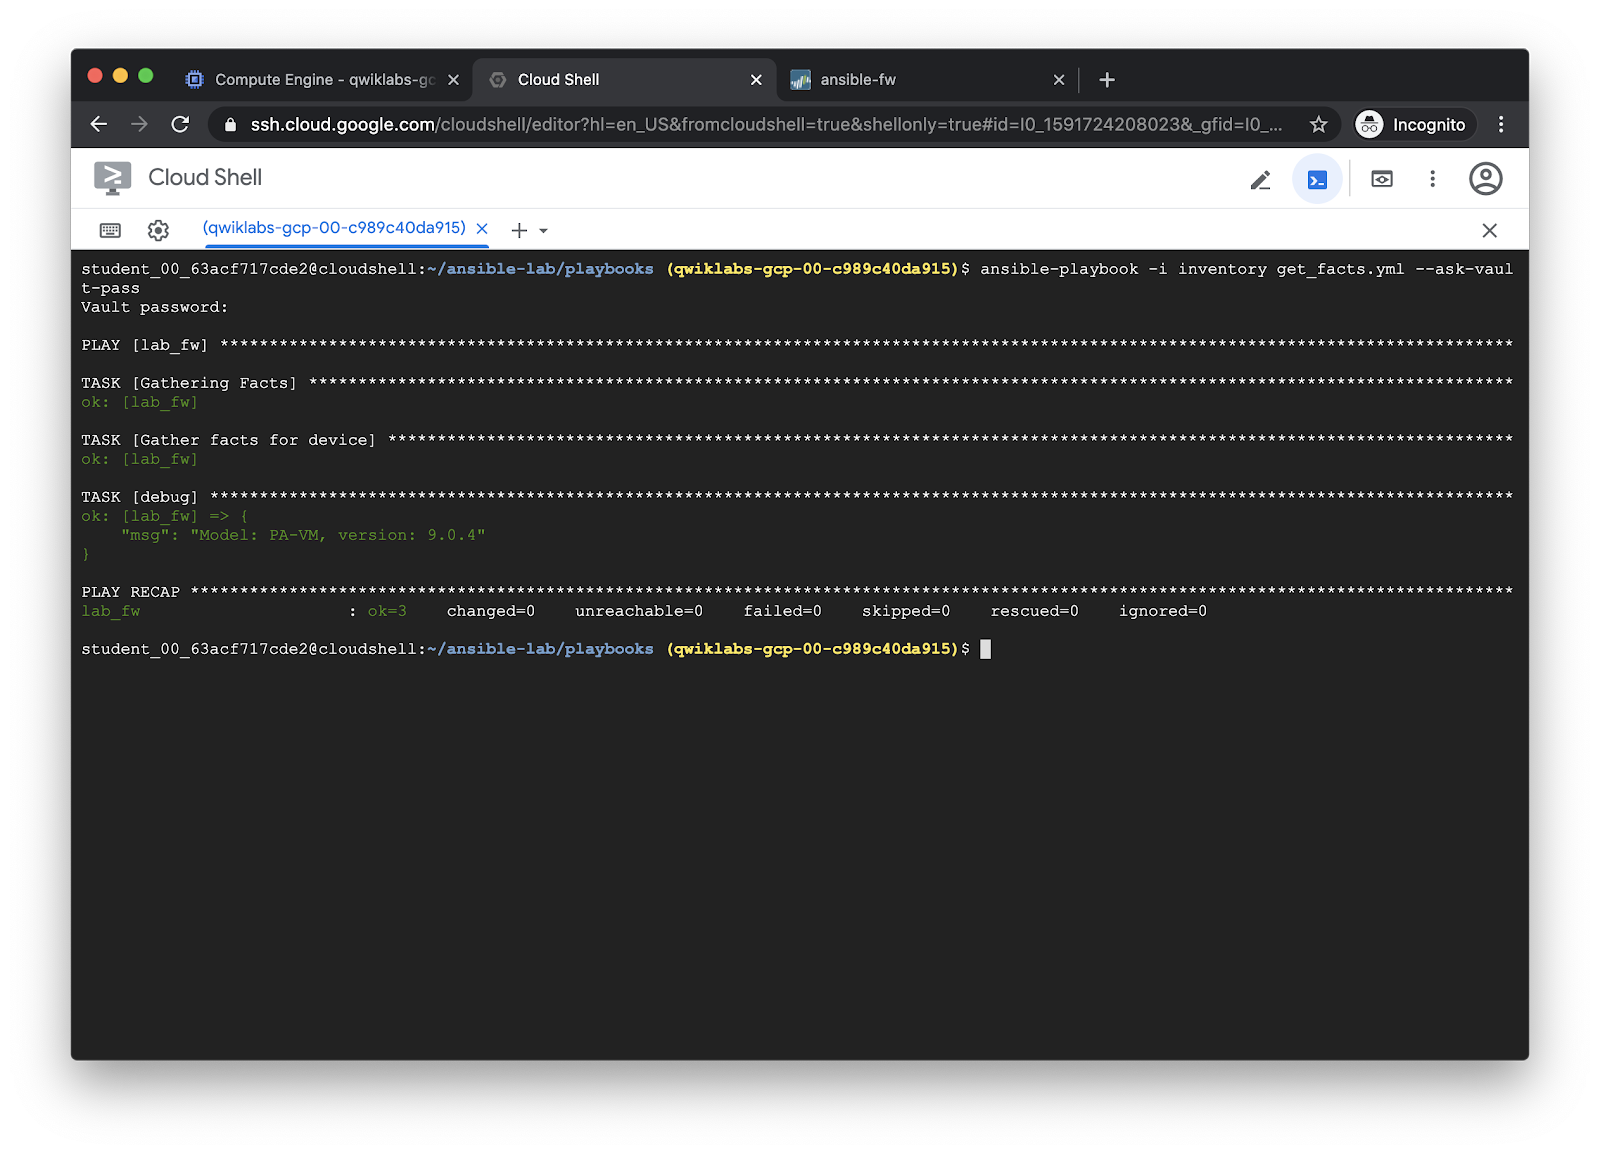 Compute Engine - qwiklabs-gc
Cloud Shell
ansible-fw
ssh.cloud.google.com/cloudshell/editor?hl=en_US&fromcloudshell=true&shellonly=true#id=I0_1591724208023&_gfid=I0_...
Incognito
Cloud Shell
(qwiklabs-gcp-00-c989c40da915)
student_00_63acf717cde2@cloudshell:~/ansible-lab/playbooks (qwiklabs-gcp-00-c989c40da915)$ ansible-playbook -i inventory get_facts.yml --ask-vaul
t-pass
Vault password:
PLAY [lab_fw] ***********************************************************************************************************************************
TASK [Gathering Facts] **************************************************************************************************************************
ok: [lab_fw]
TASK [Gather facts for device] ******************************************************************************************************************
ok: [lab_fw]
TASK [debug] ************************************************************************************************************************************
ok: [lab_fw] => {
    "msg": "Model: PA-VM, version: 9.0.4"
}
PLAY RECAP **************************************************************************************************************************************
lab_fw                     : ok=3    changed=0    unreachable=0    failed=0    skipped=0    rescued=0    ignored=0
student_00_63acf717cde2@cloudshell:~/ansible-lab/playbooks (qwiklabs-gcp-00-c989c40da915)$